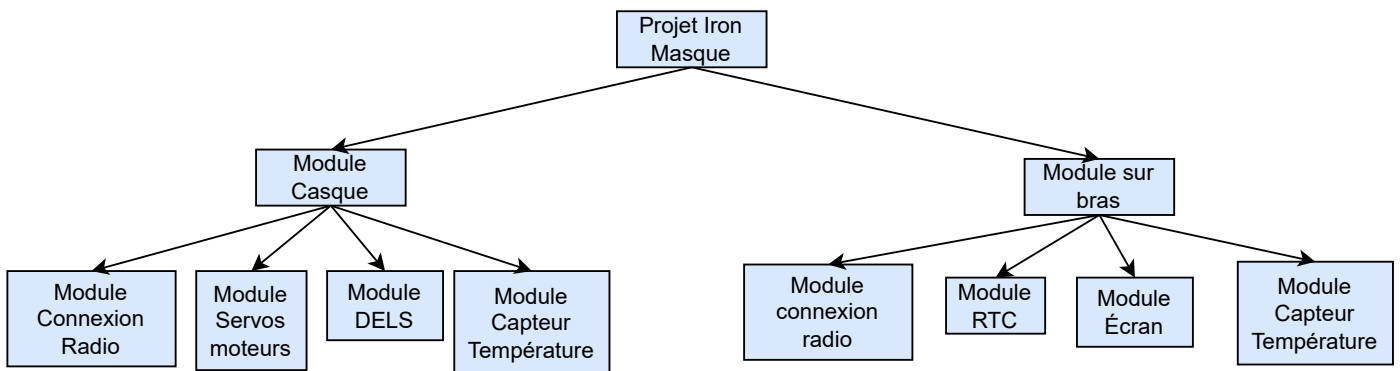 Projet Iron
Masque
Module
Casque
Module sur
bras
Module
Connexion
Radio
Module
Servos
moteurs
Module
DELS
Module
Capteur
Température
Module
connexion
radio
Module
RTC
Module
Écran
Module
Capteur
Température